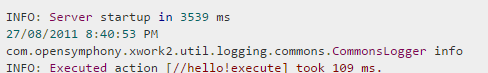 INFO: Server startup in 3539 ms
27/08/2011 8:40:53 PM
com.opensymphony.xwork2.util.logging.commons.CommonsLogger info
INFO: Executed action [//hello!execute] took 109 ms.